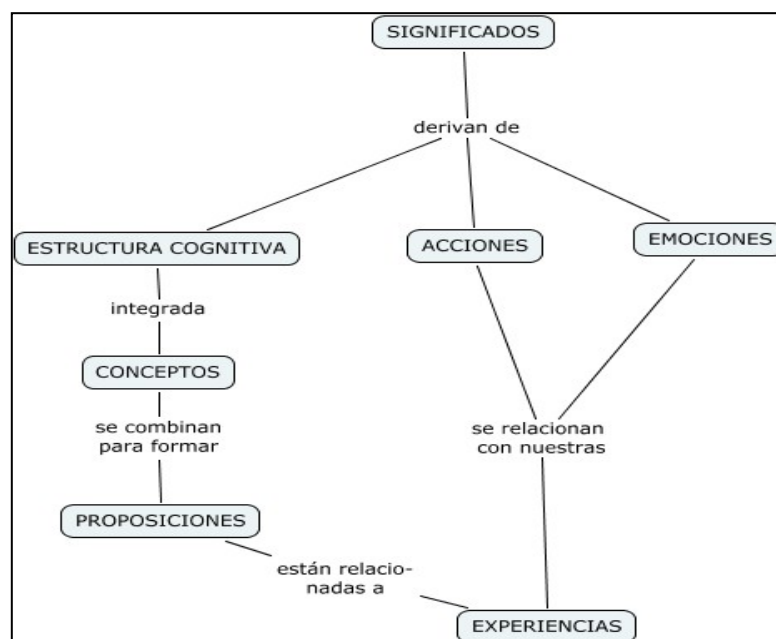 SIGNIFICADOS
derivan de
ESTRUCTURA COGNITIVA
ACCIONES
EMOCIONES
integrada
CONCEPTOS
se combinan
para formar
se relacionan
con nuestras
PROPOSICIONES
están relacio-
nadas a
EXPERIENCIAS